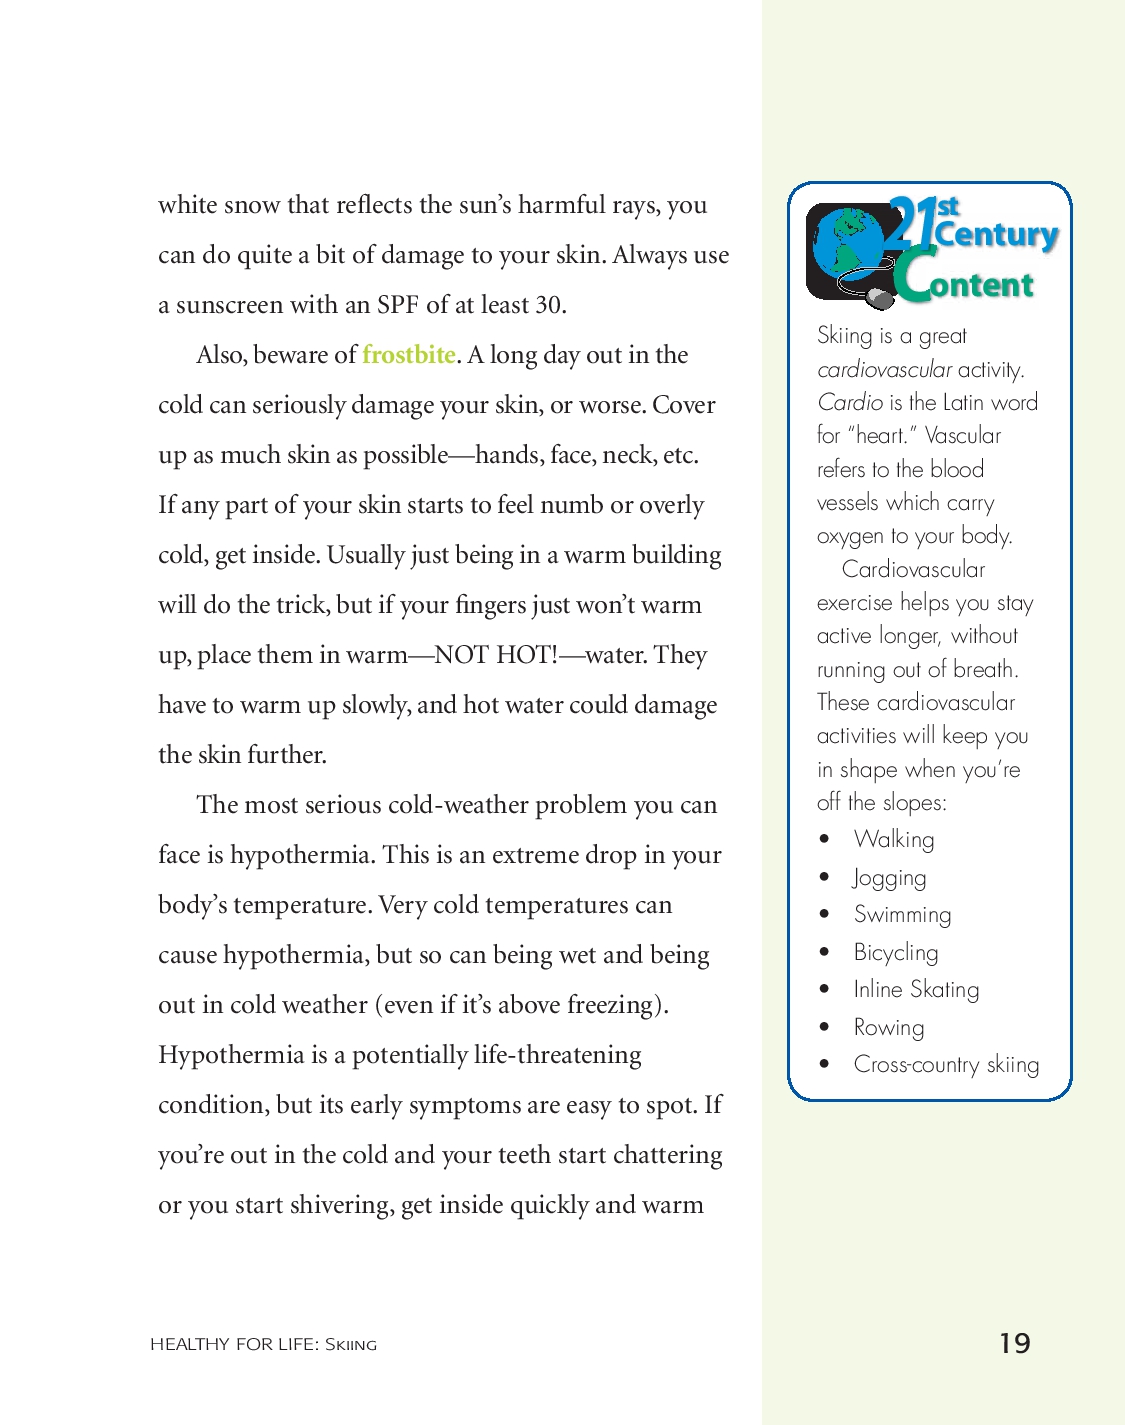 white snow that reflects the sun’s harmful rays, you
can do quite a bit of damage to your skin. Always use
a sunscreen with an SPF of at least 30.
Also, beware of frostbite. A long day out in the
cold can seriously damage your skin, or worse. Cover
up as much skin as possible—hands, face, neck, etc.
If any part of your skin starts to feel numb or overly
cold, get inside. Usually just being in a warm building
will do the trick, but if your fingers just won’t warm
up, place them in warm—NOT HOT!—water. They
have to warm up slowly, and hot water could damage
the skin further.
The most serious cold-weather problem you can
face is hypothermia. This is an extreme drop in your
body’s temperature. Very cold temperatures can
cause hypothermia, but so can being wet and being
out in cold weather (even if it’s above freezing).
Hypothermia is a potentially life-threatening
condition, but its early symptoms are easy to spot. If
you’re out in the cold and your teeth start chattering
or you start shivering, get inside quickly and warm
21st
Century
Content
Skiing is a great
cardiovascular activity.
Cardio is the Latin word
for “heart.” Vascular
refers to the blood
vessels which carry
oxygen to your body.
Cardiovascular
exercise helps you stay
active longer, without
running out of breath.
These cardiovascular
activities will keep you
in shape when you’re
off the slopes:
• Walking
• Jogging
• Swimming
• Bicycling
• Inline Skating
• Rowing
• Cross-country skiing
HEALTHY FOR LIFE: Skiing
19